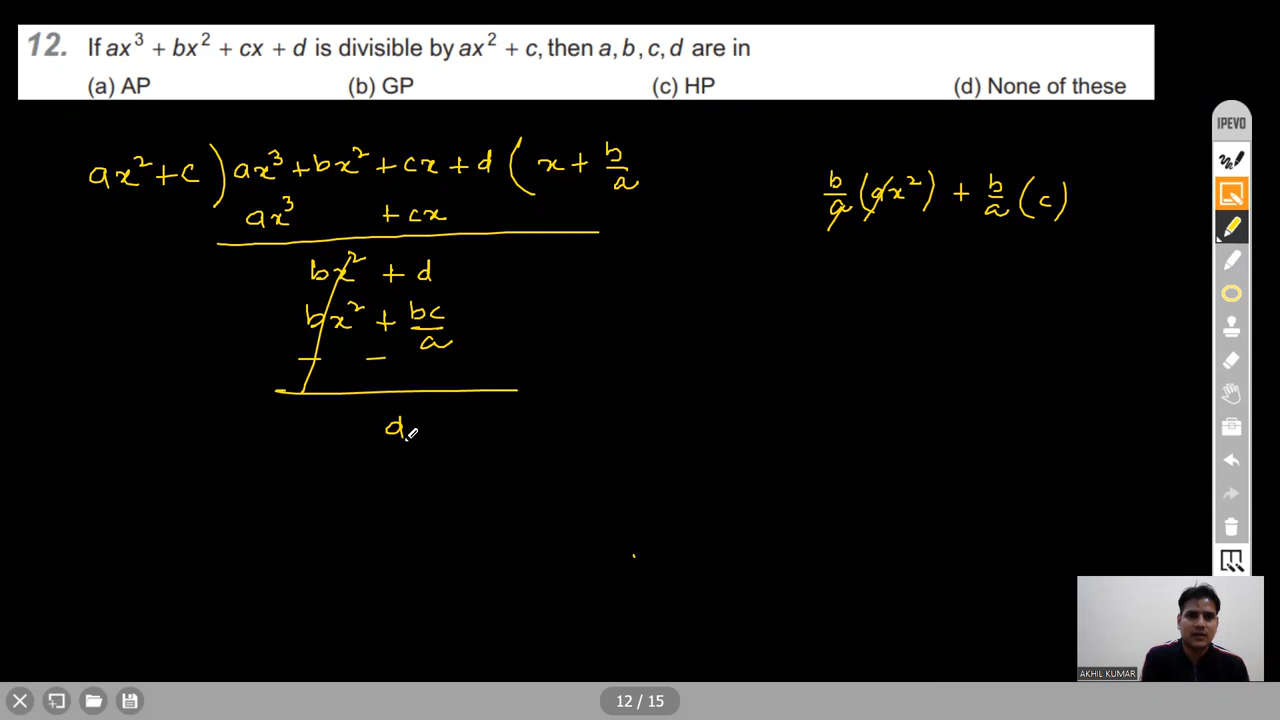 12. If ax³ + bx² + cx + d is divisible by ax² + c, then a, b, c, d are in
(a) AP (b) GP (c) HP (d) None of these
IPEVO
ax² + c ) ax³ + bx² + cx + d ( x + b/a
b/a (ax²) + b/a (c)
ax³ + cx
bx² + d
bx² + bc/a
− −
d
AKHIL KUMAR
12 / 15